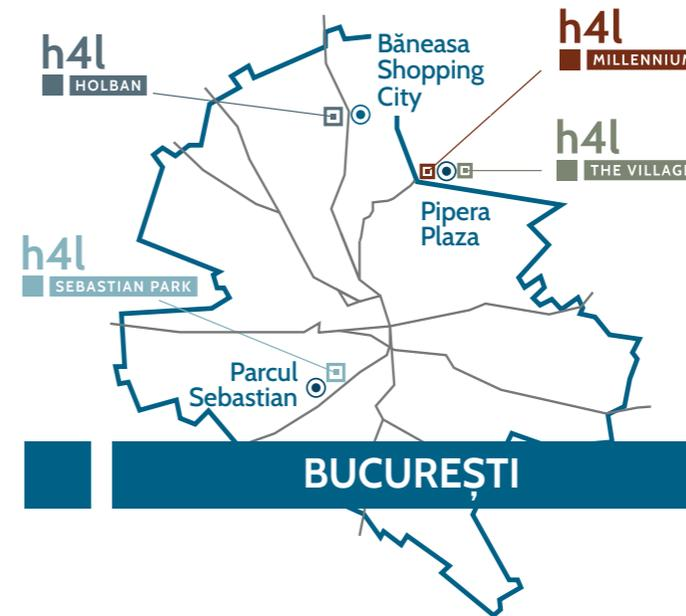 h4l
HOLBAN
Băneasa
Shopping
City
h4l
MILLENNIUM
h4l
THE VILLAGE
Pipera
Plaza
h4l
SEBASTIAN PARK
Parcul
Sebastian
BUCUREȘTI